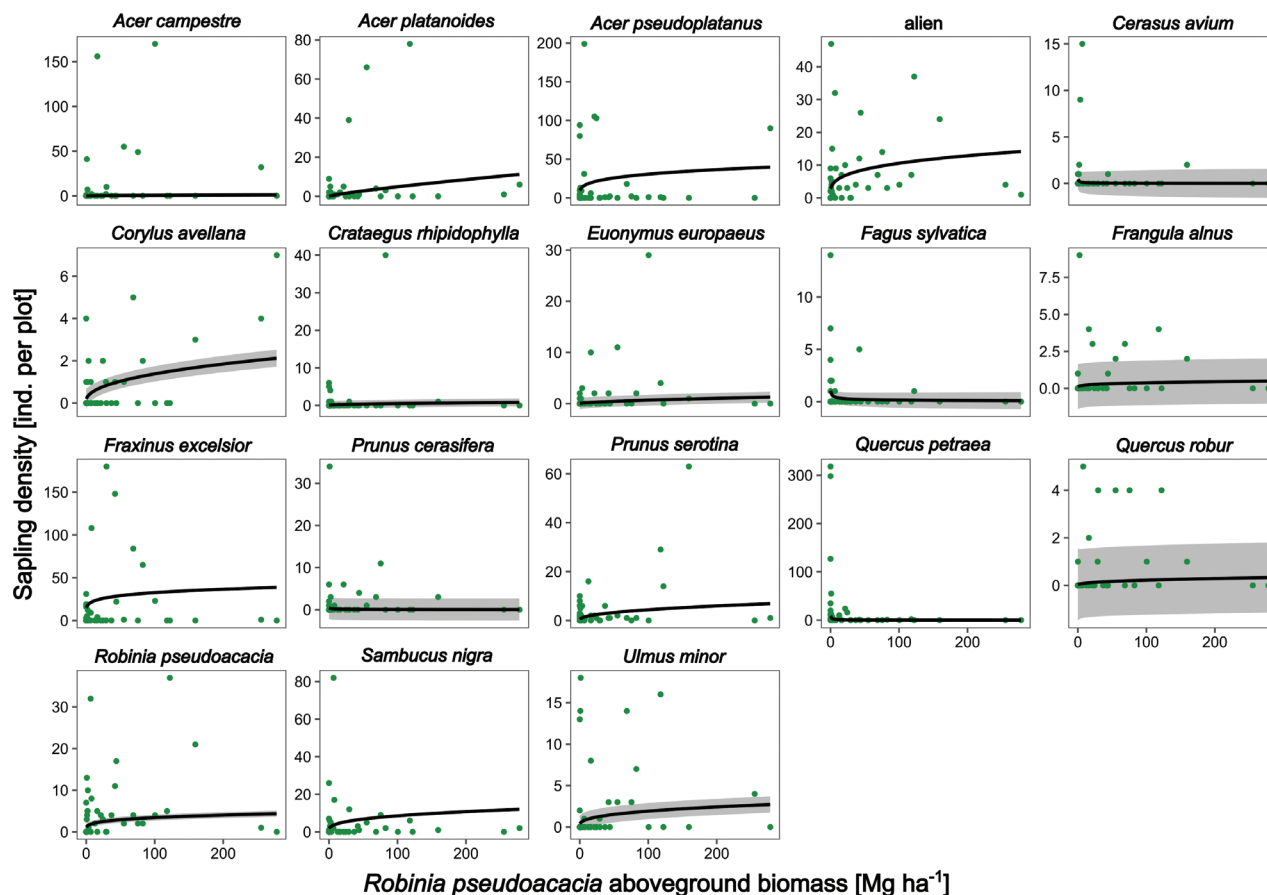 Acer campestre
Acer platanoides
Acer pseudoplatanus
alien
Cerasus avium
150
100
50
0
80
60
40
20
0
200
150
100
50
0
40
20
0
15
10
5
0
Corylus avellana
Crataegus rhipidophylla
Euonymus europaeus
Fagus sylvatica
Frangula alnus
6
4
2
0
40
30
20
10
0
30
20
10
0
15
10
5
0
7.5
5.0
2.5
0.0
Fraxinus excelsior
Prunus cerasifera
Prunus serotina
Quercus petraea
Quercus robur
150
100
50
0
30
20
10
0
60
40
20
0
300
200
100
0
4
2
0
0 100 200
0 100 200
Robinia pseudoacacia
Sambucus nigra
Ulmus minor
30
20
10
0
80
60
40
20
0
15
10
5
0
0 100 200
0 100 200
0 100 200
Sapling density [ind. per plot]
Robinia pseudoacacia aboveground biomass [Mg ha⁻¹]